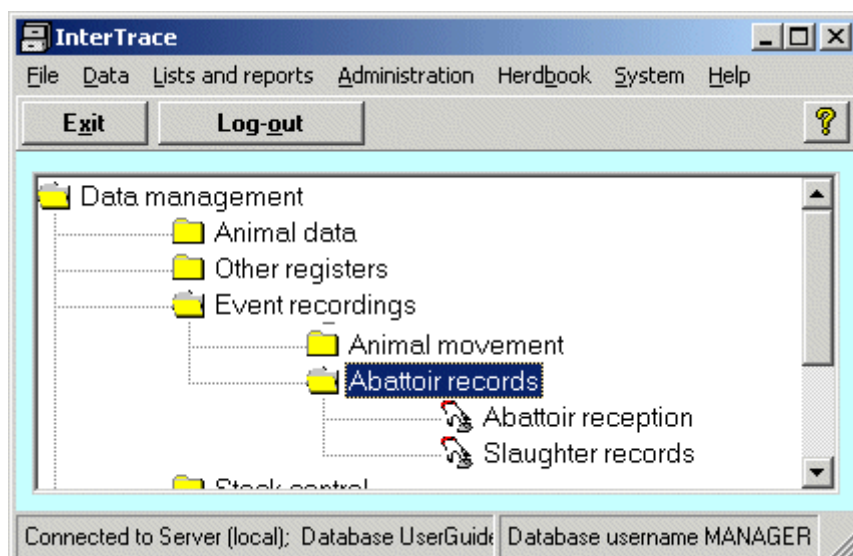 InterTrace
File Data Lists and reports Administration Herdbook System Help
Exit Log-out ?
Data management
Animal data
Other registers
Event recordings
Animal movement
Abattoir records
Abattoir reception
Slaughter records
Stock control
Connected to Server (local); Database UserGuide Database username MANAGER